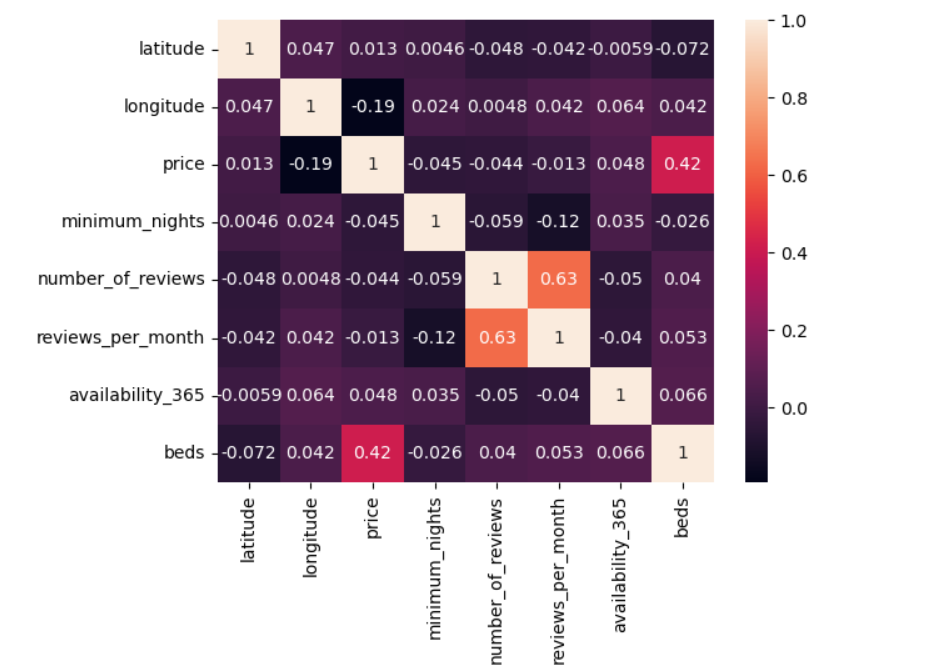 latitude 1 0.047 0.013 0.0046 -0.048 -0.042 -0.0059 -0.072
longitude 0.047 1 -0.19 0.024 0.0048 0.042 0.064 0.042
price 0.013 -0.19 1 -0.045 -0.044 -0.013 0.048 0.42
minimum_nights 0.0046 0.024 -0.045 1 -0.059 -0.12 0.035 -0.026
number_of_reviews -0.048 0.0048 -0.044 -0.059 1 0.63 -0.05 0.04
reviews_per_month -0.042 0.042 -0.013 -0.12 0.63 1 -0.04 0.053
availability_365 -0.0059 0.064 0.048 0.035 -0.05 -0.04 1 0.066
beds -0.072 0.042 0.42 -0.026 0.04 0.053 0.066 1
latitude
longitude
price
minimum_nights
number_of_reviews
reviews_per_month
availability_365
beds
1.0
0.8
0.6
0.4
0.2
0.0